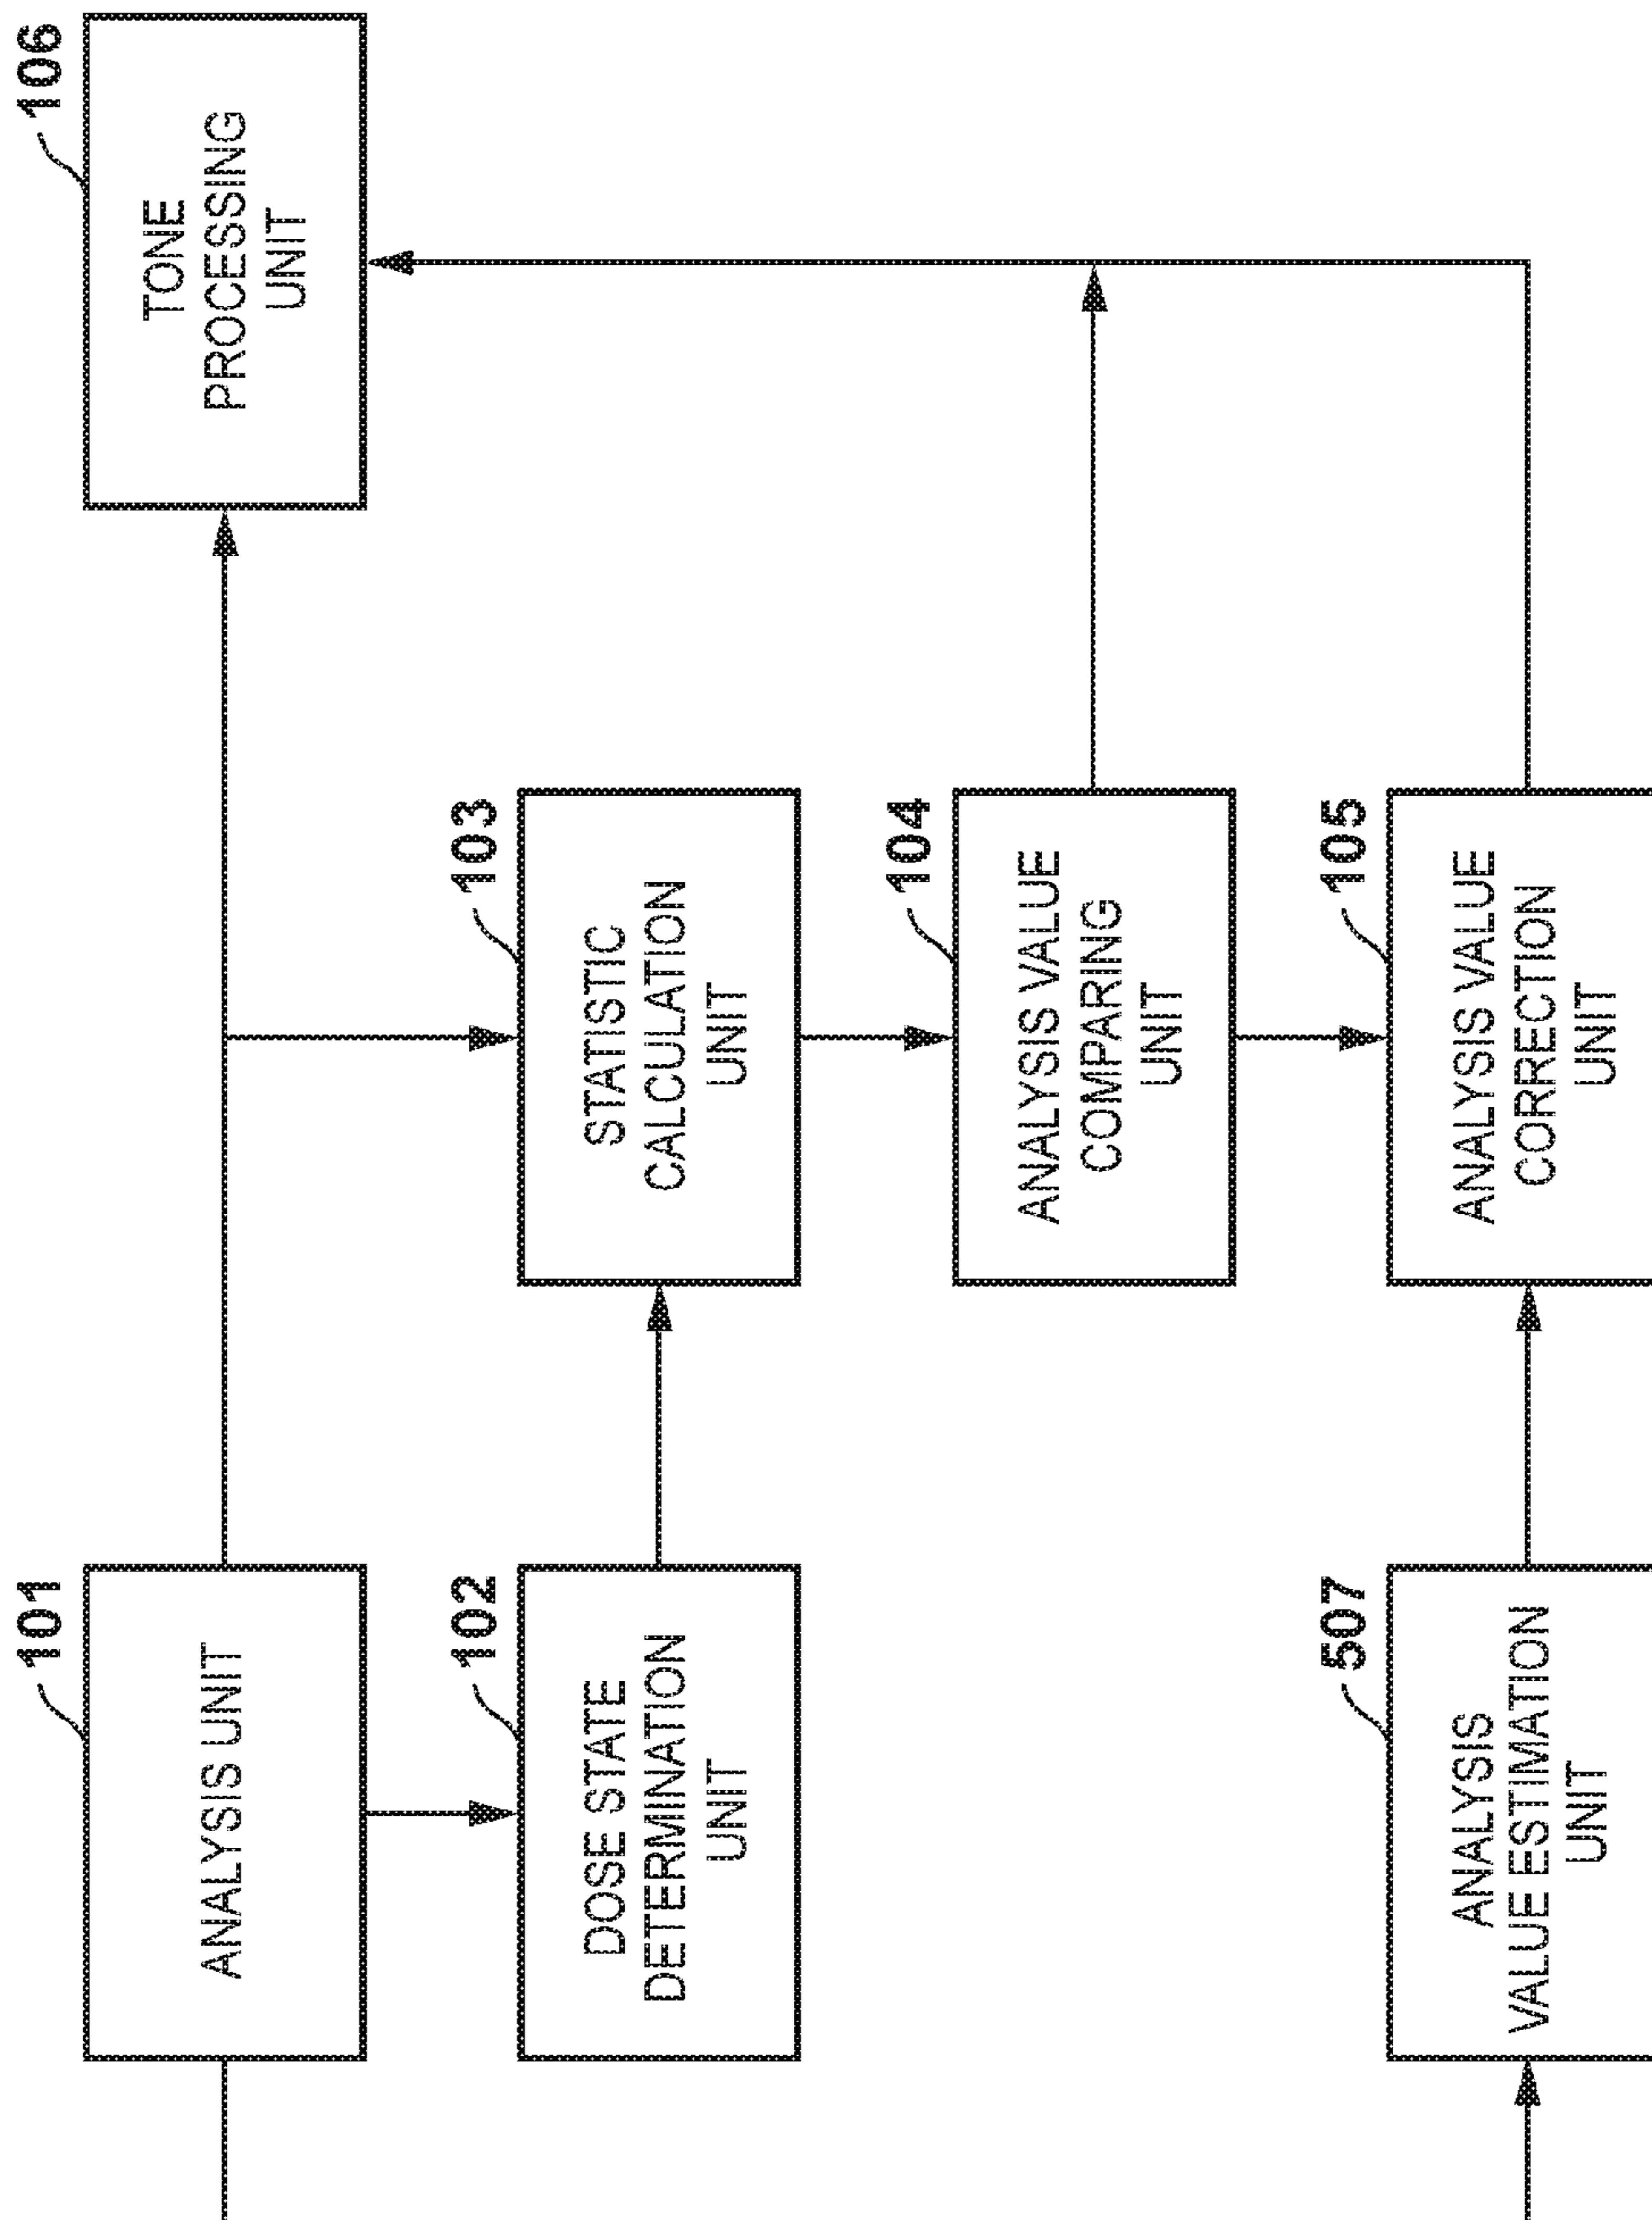 101
ANALYSIS UNIT
106
TONE
PROCESSING
UNIT
102
DOSE STATE
DETERMINATION
UNIT
103
STATISTIC
CALCULATION
UNIT
104
ANALYSIS VALUE
COMPARING
UNIT
507
ANALYSIS
VALUE ESTIMATION
UNIT
105
ANALYSIS VALUE
CORRECTION
UNIT